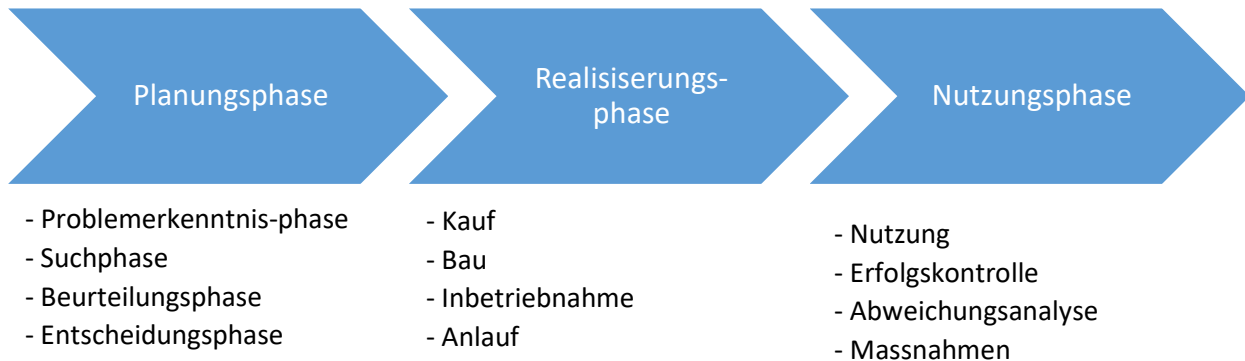 Planungsphase
Realisiserungs-
phase
Nutzungsphase
- Problemerkenntnis-phase
- Suchphase
- Beurteilungsphase
- Entscheidungsphase
- Kauf
- Bau
- Inbetriebnahme
- Anlauf
- Nutzung
- Erfolgskontrolle
- Abweichungsanalyse
- Massnahmen